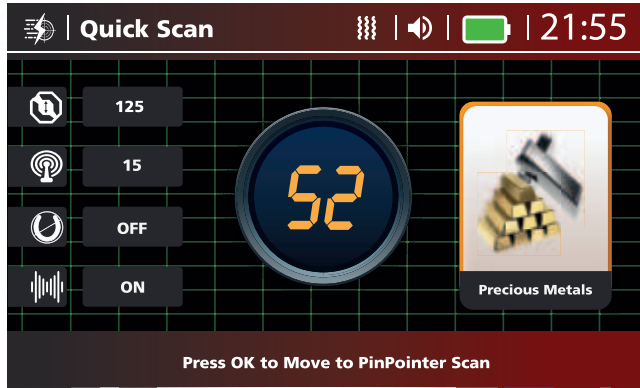 Quick Scan
21:55
125
15
OFF
ON
52
Precious Metals
Press OK to Move to PinPointer Scan